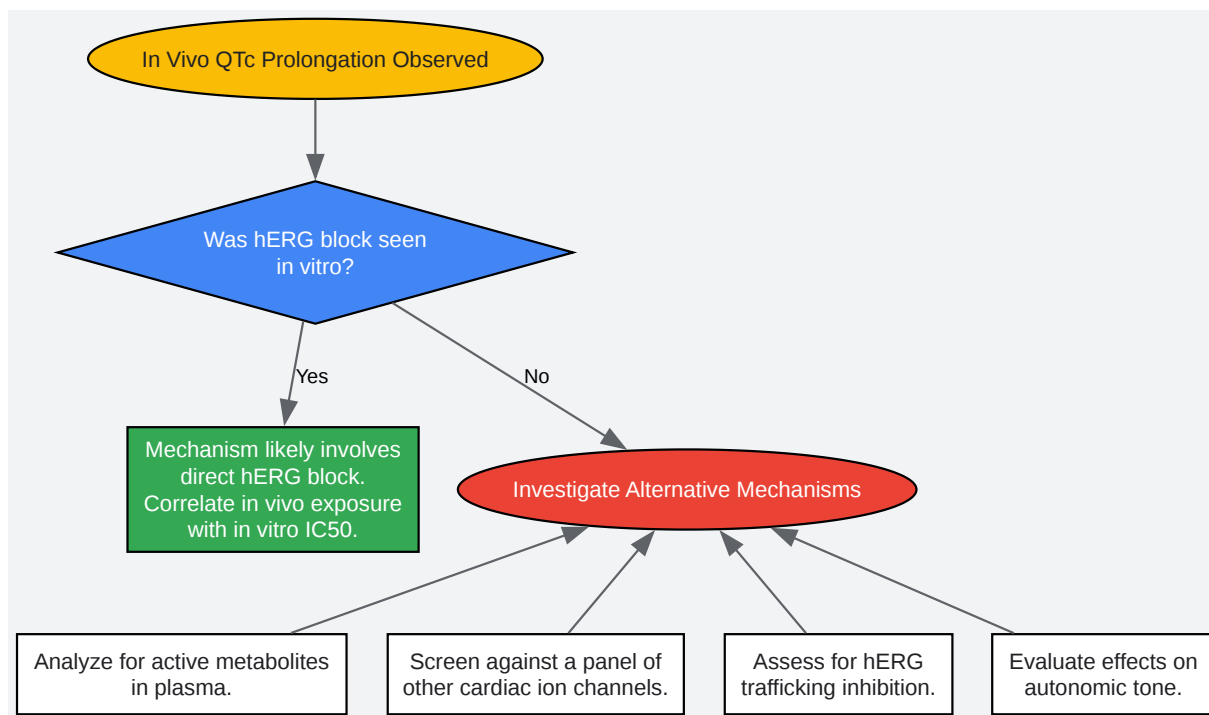 In Vivo QTc Prolongation Observed
Was hERG block seen
in vitro?
Yes
No
Mechanism likely involves
direct hERG block.
Correlate in vivo exposure
with in vitro IC50.
Investigate Alternative Mechanisms
Analyze for active metabolites
in plasma.
Screen against a panel of
other cardiac ion channels.
Assess for hERG
trafficking inhibition.
Evaluate effects on
autonomic tone.